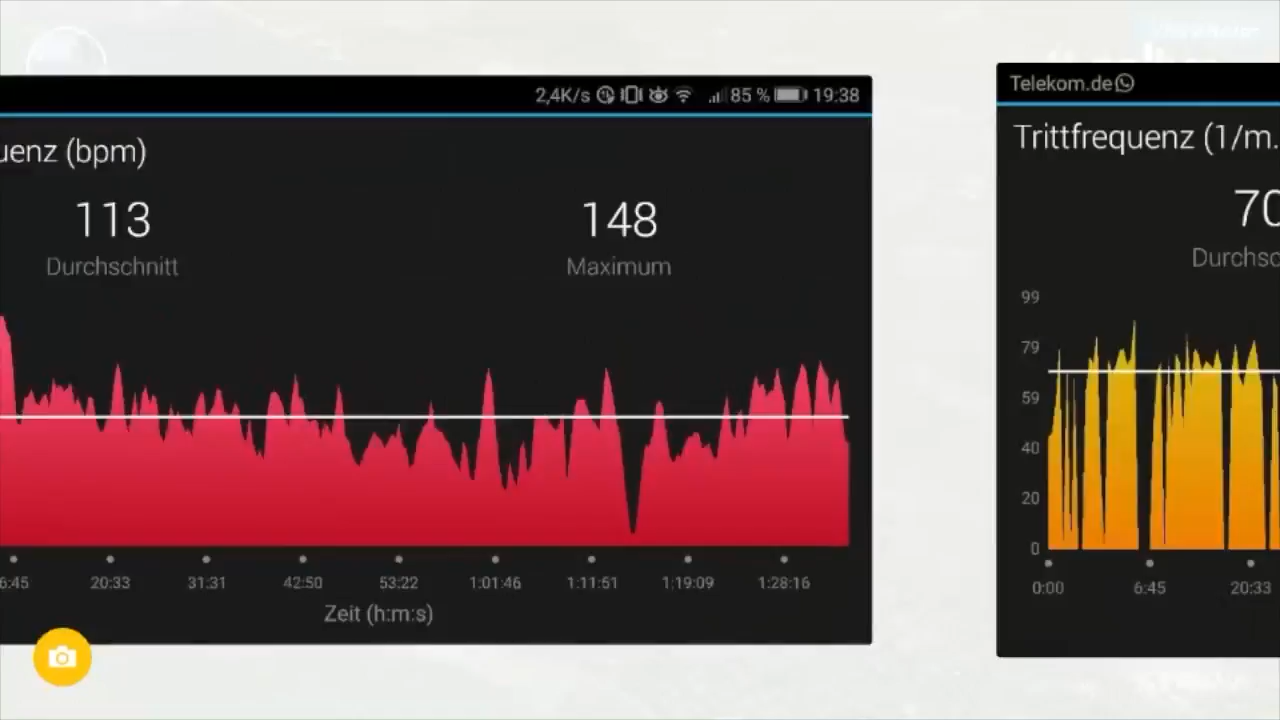 2,4K/s 85 % 19:38
uenz (bpm)
113
Durchschnitt
148
Maximum
6:45 20:33 31:31 42:50 53:22 1:01:46 1:11:51 1:19:09 1:28:16
Zeit (h:m:s)
Telekom.de
Trittfrequenz (1/m.
70
Durchsc
99
79
59
40
20
0
0:00 6:45 20:33